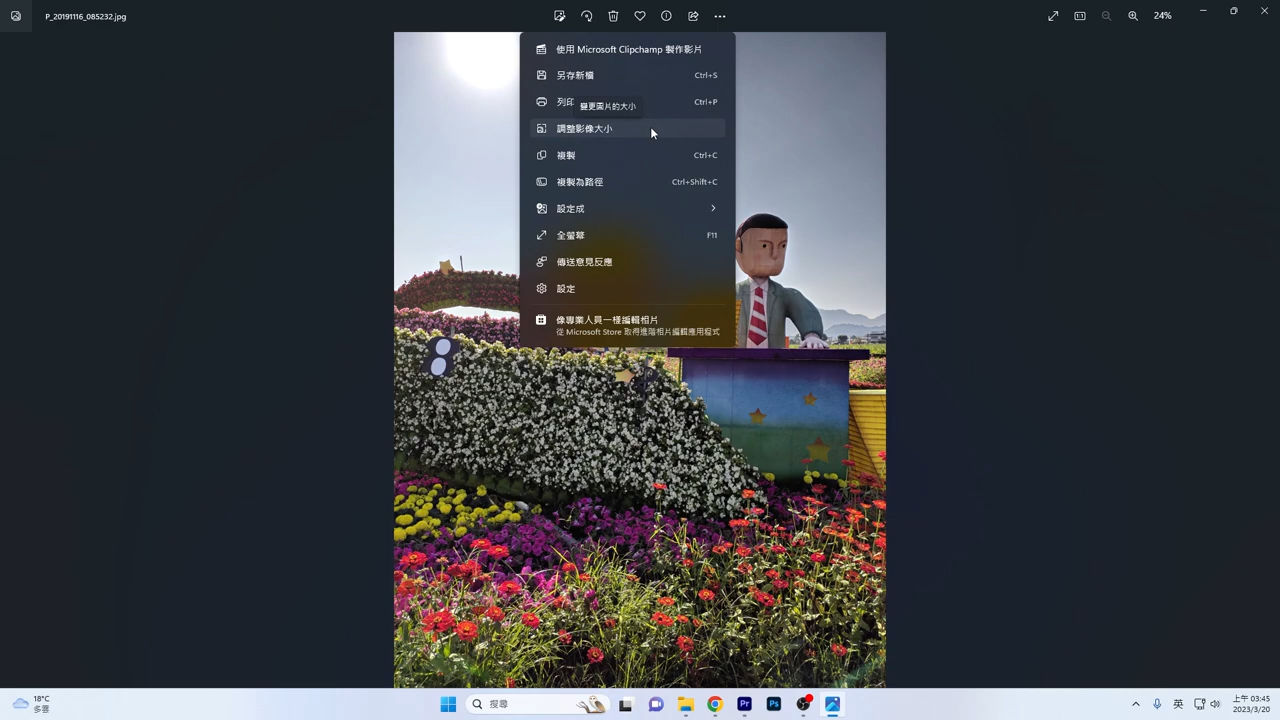 P_20191116_085232.jpg
24%
使用 Microsoft Clipchamp 製作影片
另存新檔 Ctrl+S
列印 Ctrl+P
變更圖片的大小
調整影像大小
複製 Ctrl+C
複製為路徑 Ctrl+Shift+C
設定成
全螢幕 F11
傳送意見反應
設定
像專業人員一樣編輯相片
從 Microsoft Store 取得進階相片編輯應用程式
18°C
多雲
搜尋
Pr
Ps
英
上午 03:45
2023/3/20